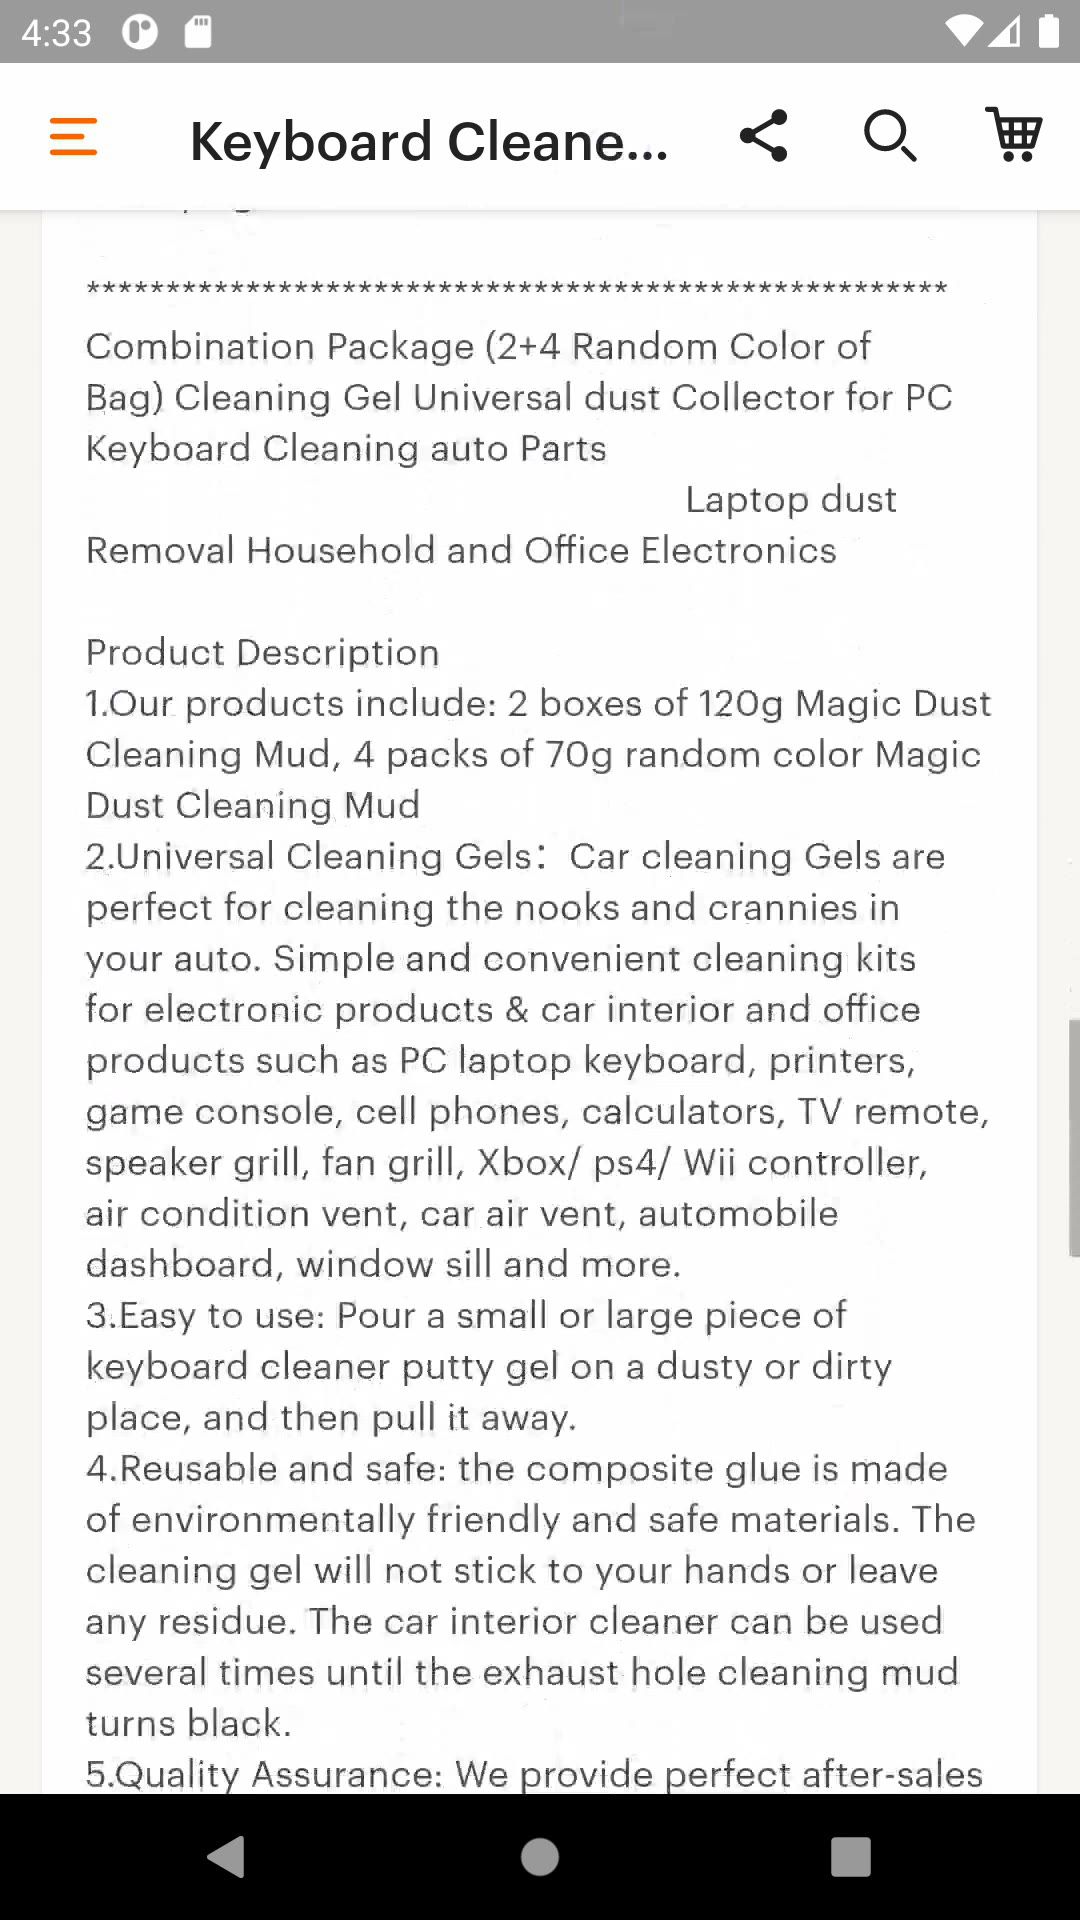 4:33
Keyboard Cleane...
******************************************************
Combination Package (2+4 Random Color of
Bag) Cleaning Gel Universal dust Collector for PC
Keyboard Cleaning auto Parts
Laptop dust
Removal Household and Office Electronics
Product Description
1.Our products include: 2 boxes of 120g Magic Dust
Cleaning Mud, 4 packs of 70g random color Magic
Dust Cleaning Mud
2.Universal Cleaning Gels：Car cleaning Gels are
perfect for cleaning the nooks and crannies in
your auto. Simple and convenient cleaning kits
for electronic products & car interior and office
products such as PC laptop keyboard, printers,
game console, cell phones, calculators, TV remote,
speaker grill, fan grill, Xbox/ ps4/ Wii controller,
air condition vent, car air vent, automobile
dashboard, window sill and more.
3.Easy to use: Pour a small or large piece of
keyboard cleaner putty gel on a dusty or dirty
place, and then pull it away.
4.Reusable and safe: the composite glue is made
of environmentally friendly and safe materials. The
cleaning gel will not stick to your hands or leave
any residue. The car interior cleaner can be used
several times until the exhaust hole cleaning mud
turns black.
5.Quality Assurance: We provide perfect after-sales